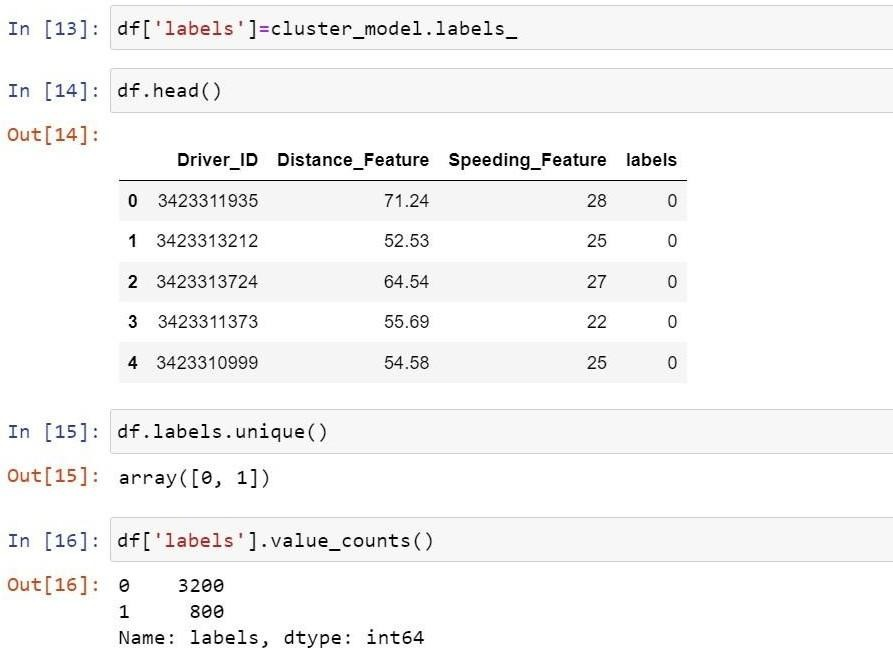 In [13]: df['labels']=cluster_model.labels_
In [14]: df.head()
Out[14]:
Driver_ID Distance_Feature Speeding_Feature labels
0 3423311935 71.24 28 0
1 3423313212 52.53 25 0
2 3423313724 64.54 27 0
3 3423311373 55.69 22 0
4 3423310999 54.58 25 0
In [15]: df.labels.unique()
Out[15]: array([0, 1])
In [16]: df['labels'].value_counts()
Out[16]: 0 3200
1 800
Name: labels, dtype: int64